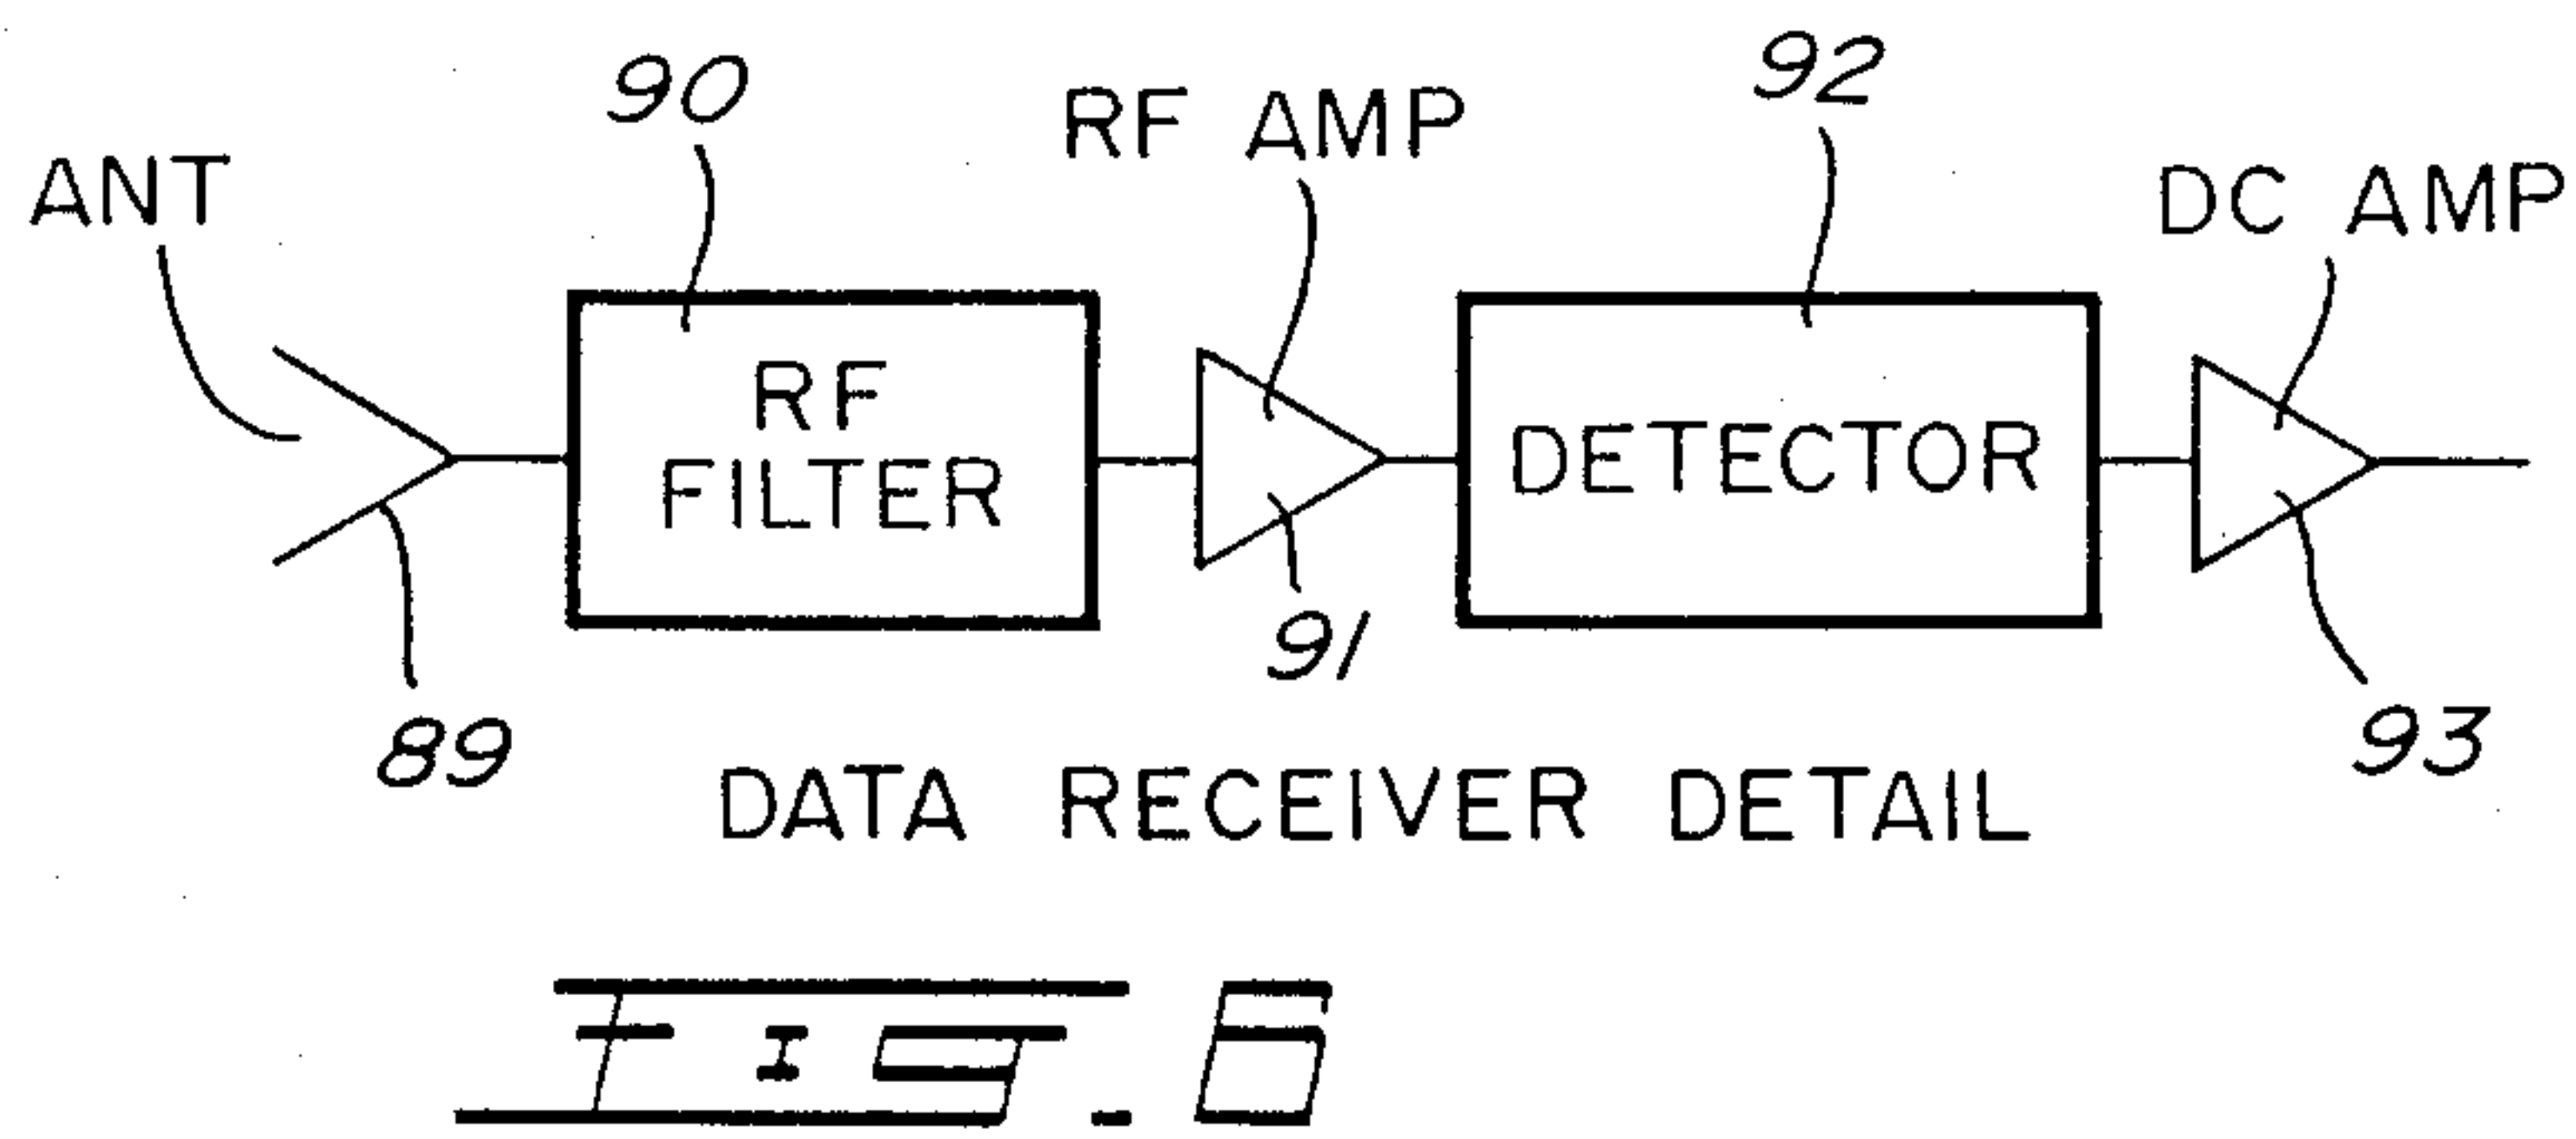 90
RF AMP
92
ANT
DC AMP
RF
FILTER
DETECTOR
91
89
93
DATA RECEIVER DETAIL
FIG. 6